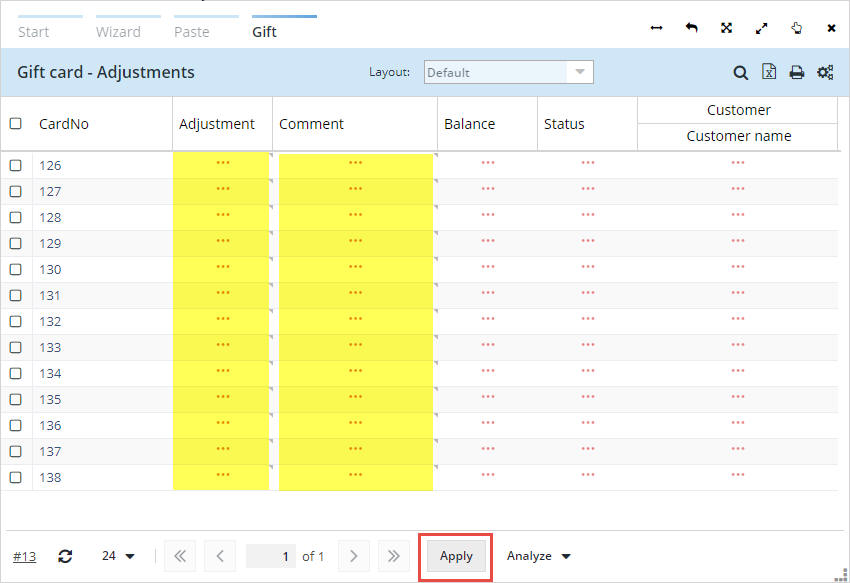 Start Wizard Paste Gift
Gift card - Adjustments Layout: Default
CardNo Adjustment Comment Balance Status Customer
Customer name
126 ... ... ... ... ...
127 ... ... ... ... ...
128 ... ... ... ... ...
129 ... ... ... ... ...
130 ... ... ... ... ...
131 ... ... ... ... ...
132 ... ... ... ... ...
133 ... ... ... ... ...
134 ... ... ... ... ...
135 ... ... ... ... ...
136 ... ... ... ... ...
137 ... ... ... ... ...
138 ... ... ... ... ...
#13 24 1 of 1 Apply Analyze